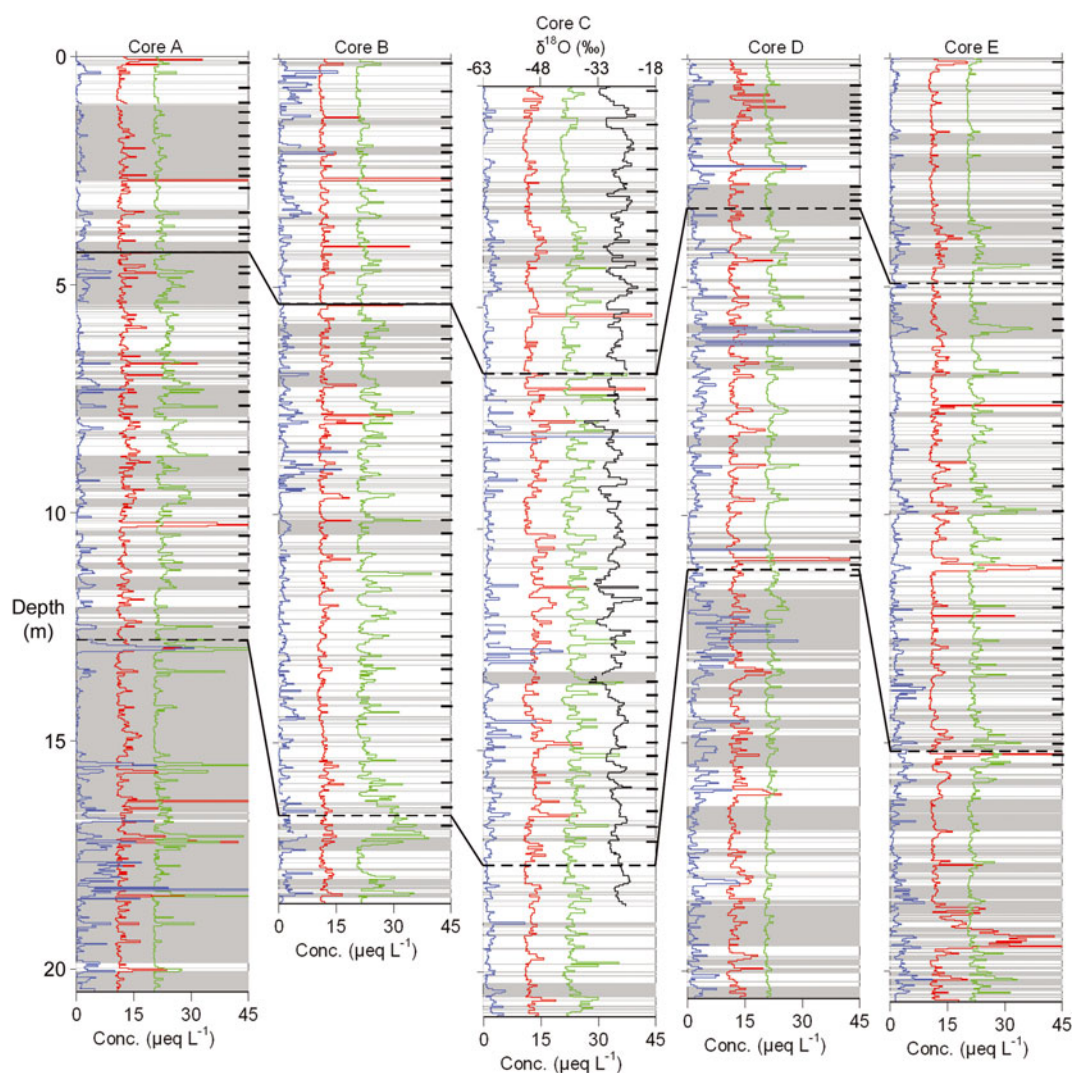 Core C
Core A Core B δ18O (‰) Core D Core E
-63 -48 -33 -18
0
5
10
Depth
(m)
15
20
0 15 30 45 0 15 30 45 0 15 30 45 0 15 30 45 0 15 30 45
Conc. (µeq L-1) Conc. (µeq L-1) Conc. (µeq L-1) Conc. (µeq L-1) Conc. (µeq L-1)